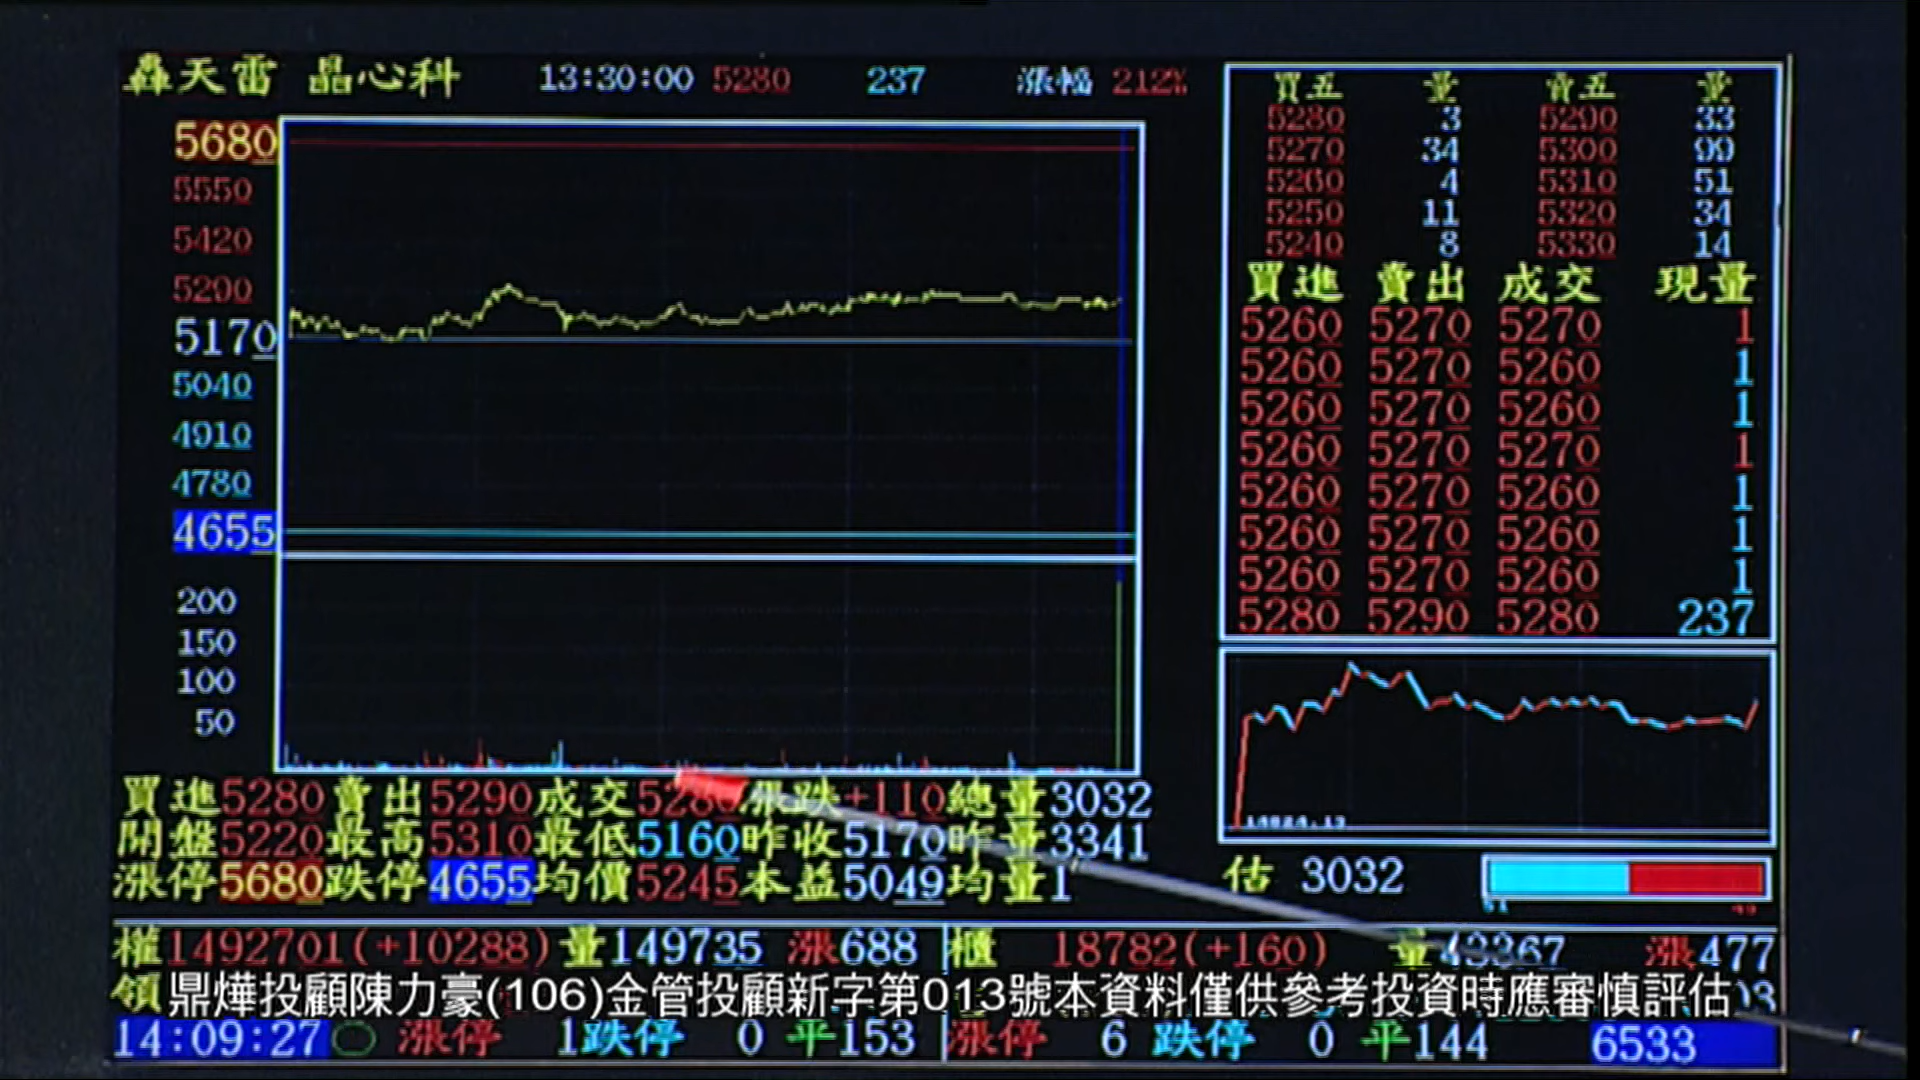 轟天雷 晶心科 13:30:00 5280 237 漲幅 212%
5680
5550
5420
5290
5170
5040
4910
4780
4655
200
150
100
50
買五 量 賣五 量
5280 3 5290 33
5270 34 5300 99
5260 4 5310 51
5250 11 5320 34
5240 8 5330 14
買進 賣出 成交 現量
5260 5270 5270 1
5260 5270 5260 1
5260 5270 5260 1
5260 5270 5270 1
5260 5270 5260 1
5260 5270 5260 1
5260 5270 5260 1
5280 5290 5280 237
買進5280賣出5290成交5280漲跌+110總量3032
開盤5220最高5310最低5160昨收5170昨量3341
漲停5680跌停4655均價5245本益5049均量1
估 3032
權1492701(+10288)量149735 漲688 櫃 18782(+160) 量43367 漲477
領
鼎燁投顧陳力豪(106)金管投顧新字第013號本資料僅供參考投資時應審慎評估
14:09:27 漲停 1跌停 0平153 漲停 6 跌停 0 平144 6533